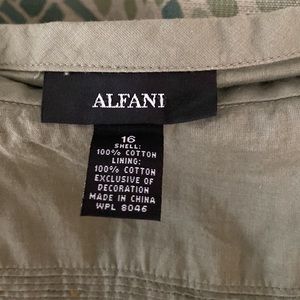 ALFANI
16
SHELL:
100% COTTON
LINING:
100% COTTON
EXCLUSIVE OF
DECORATION
MADE IN CHINA
WPL 8046